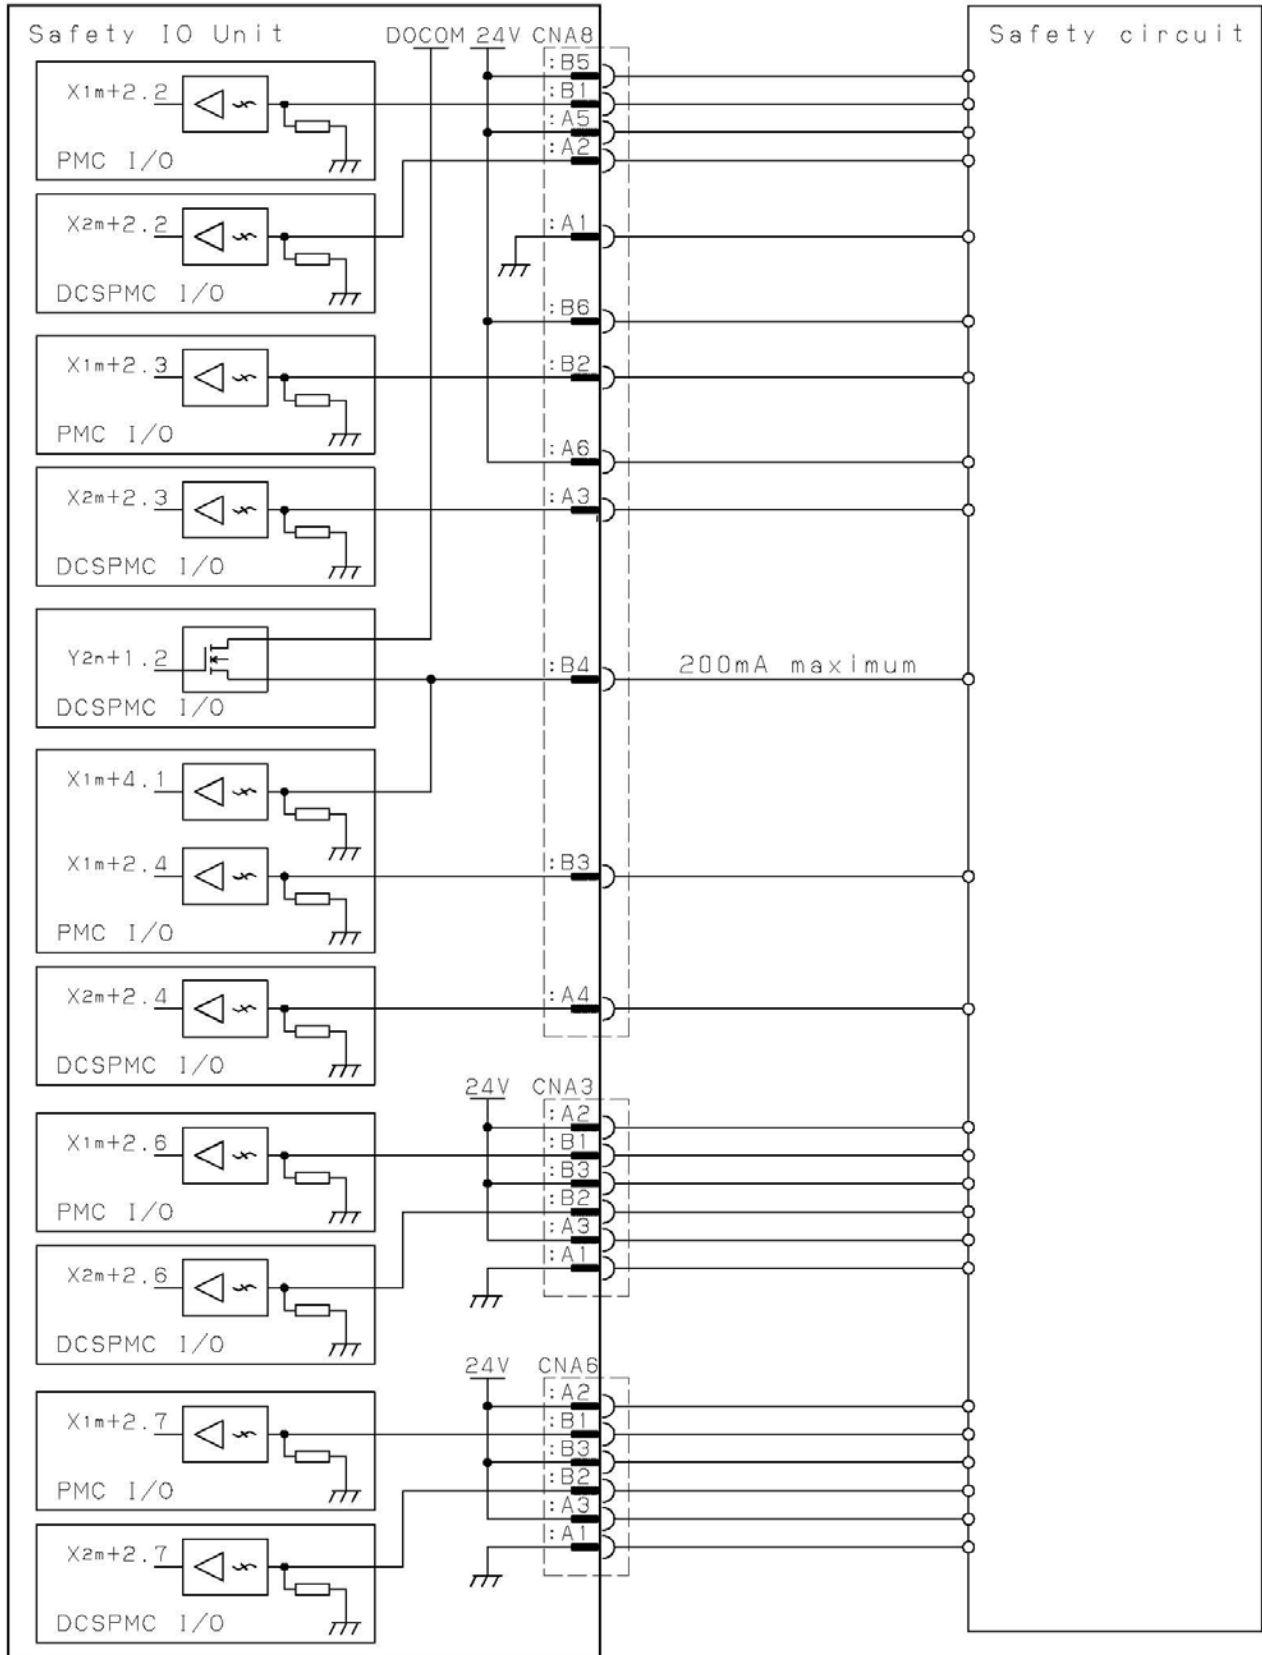 Safety IO Unit
DOCOM 24V CNA8
Safety circuit
:B5
X1m+2.2
:B1
:A5
PMC I/O
:A2
X2m+2.2
:A1
DCSPMC I/O
:B6
X1m+2.3
:B2
PMC I/O
:A6
X2m+2.3
:A3
DCSPMC I/O
Y2n+1.2
:B4
200mA maximum
DCSPMC I/O
X1m+4.1
X1m+2.4
:B3
PMC I/O
X2m+2.4
:A4
DCSPMC I/O
24V CNA3
:A2
X1m+2.6
:B1
:B3
PMC I/O
:B2
:A3
:A1
X2m+2.6
DCSPMC I/O
24V CNA6
:A2
X1m+2.7
:B1
:B3
PMC I/O
:B2
:A3
:A1
X2m+2.7
DCSPMC I/O